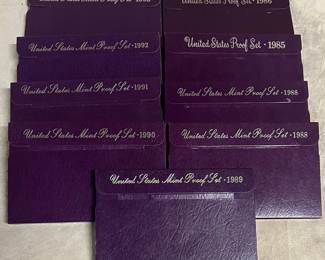 United States Proof Set · 1986
United States Mint Proof Set · 1992
United States Proof Set · 1985
United States Mint Proof Set · 1991
United States Mint Proof Set · 1988
United States Mint Proof Set · 1990
United States Mint Proof Set · 1988
United States Mint Proof Set · 1989